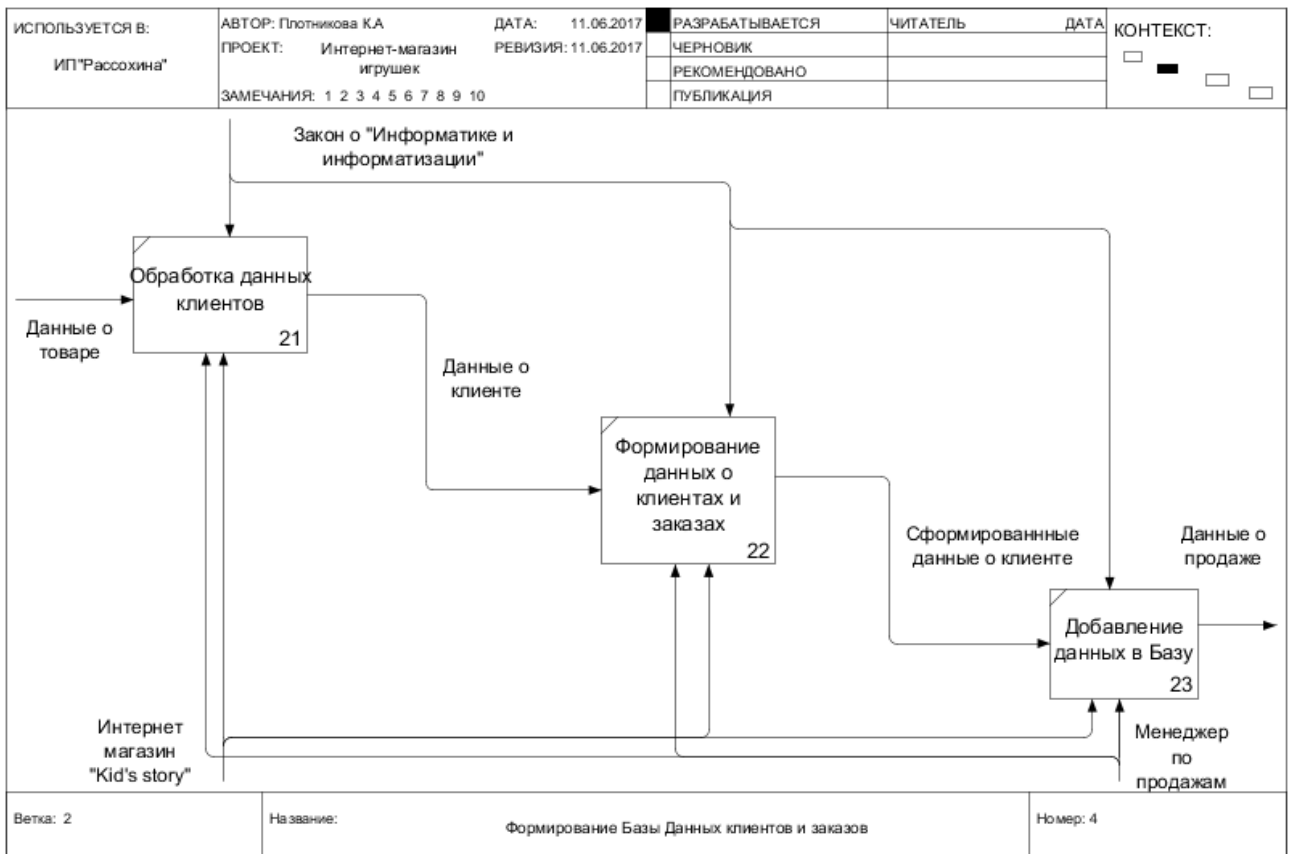 ИСПОЛЬЗУЕТСЯ В:
ИП"Рассохина"
АВТОР: Плотникова К.А
ДАТА: 11.06.2017
ПРОЕКТ: Интернет-магазин
игрушек
РЕВИЗИЯ: 11.06.2017
ЗАМЕЧАНИЯ: 1 2 3 4 5 6 7 8 9 10
РАЗРАБАТЫВАЕТСЯ
ЧЕРНОВИК
РЕКОМЕНДОВАНО
ПУБЛИКАЦИЯ
ЧИТАТЕЛЬ
ДАТА
КОНТЕКСТ:
Закон о "Информатике и
информатизации"
Обработка данных
клиентов
21
Данные о
товаре
Данные о
клиенте
Формирование
данных о
клиентах и
заказах
22
Сформированнные
данные о клиенте
Данные о
продаже
Добавление
данных в Базу
23
Интернет
магазин
"Kid's story"
Менеджер
по
продажам
Ветка: 2
Название:
Формирование Базы Данных клиентов и заказов
Номер: 4